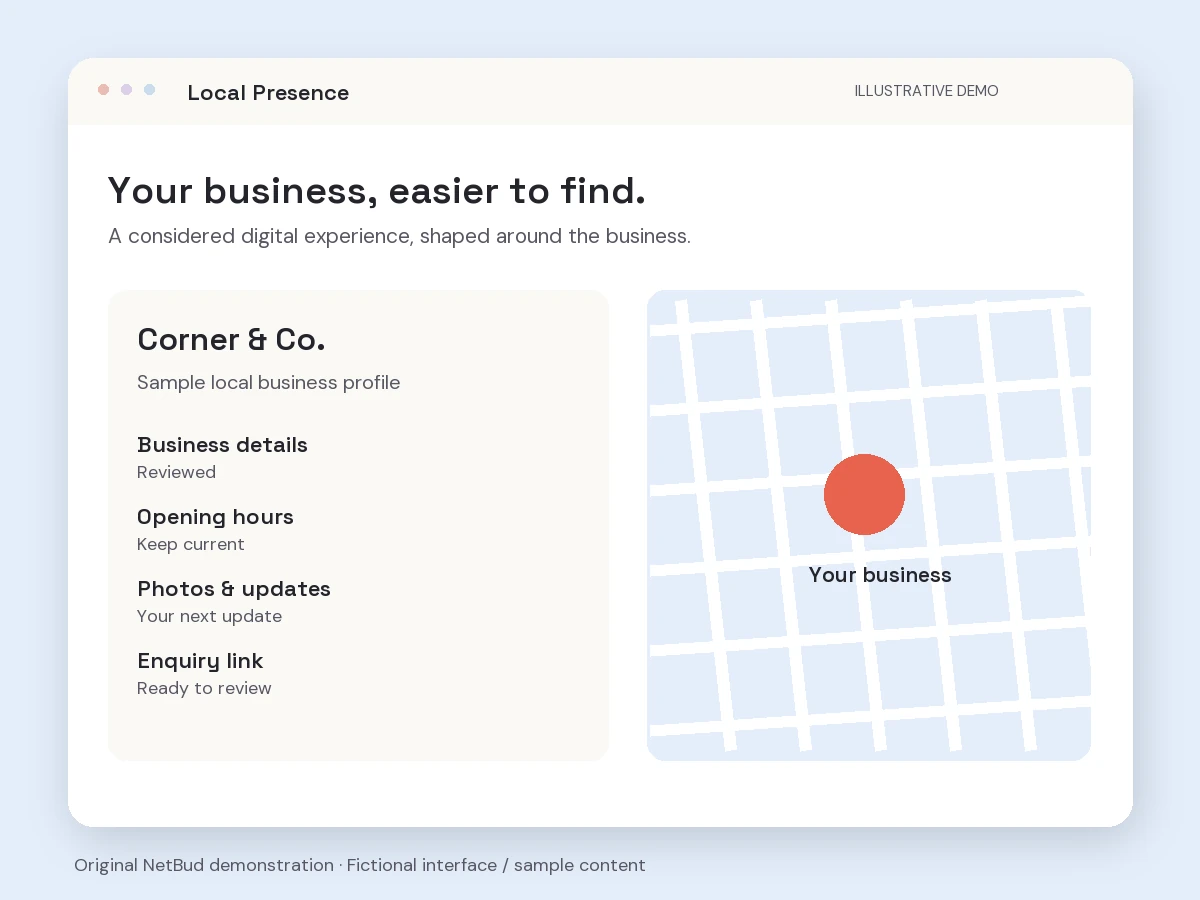 Local Presence
ILLUSTRATIVE DEMO
Your business, easier to find.
A considered digital experience, shaped around the business.
Corner & Co.
Sample local business profile
Business details
Reviewed
Opening hours
Keep current
Photos & updates
Your next update
Enquiry link
Ready to review
Your business
Original NetBud demonstration · Fictional interface / sample content